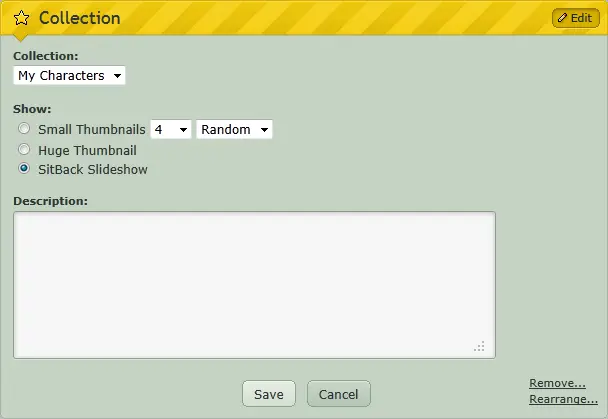 Collection
Edit
Collection:
My Characters
Show:
Small Thumbnails 4 Random
Huge Thumbnail
SitBack Slideshow
Description:
Save Cancel
Remove...
Rearrange...